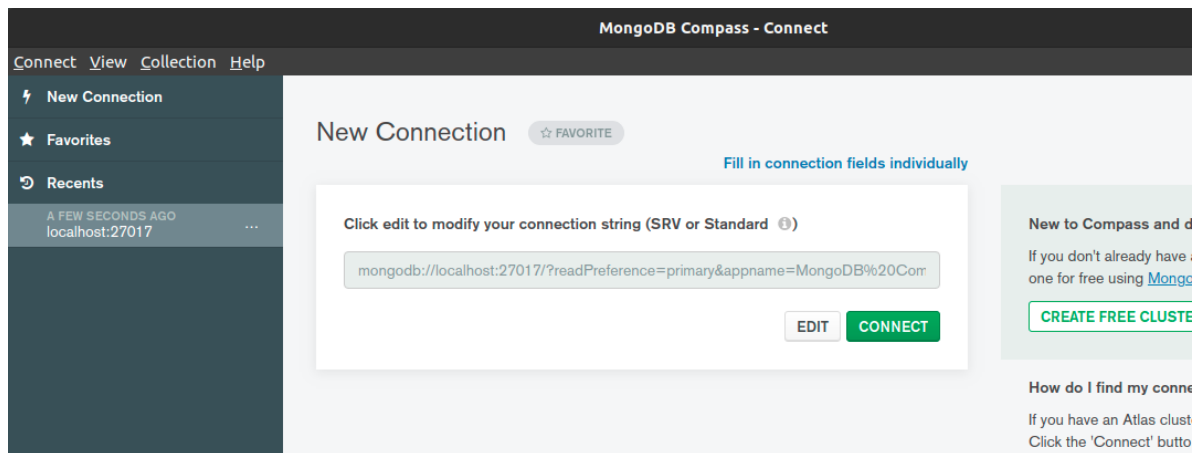 MongoDB Compass - Connect
Connect View Collection Help
New Connection
Favorites
Recents
A FEW SECONDS AGO
localhost:27017
...
New Connection
FAVORITE
Fill in connection fields individually
Click edit to modify your connection string (SRV or Standard )
mongodb://localhost:27017/?readPreference=primary&appname=MongoDB%20Com
EDIT
CONNECT
New to Compass and d
If you don't already have
one for free using Mongo
CREATE FREE CLUSTE
How do I find my conne
If you have an Atlas clust
Click the 'Connect' butto